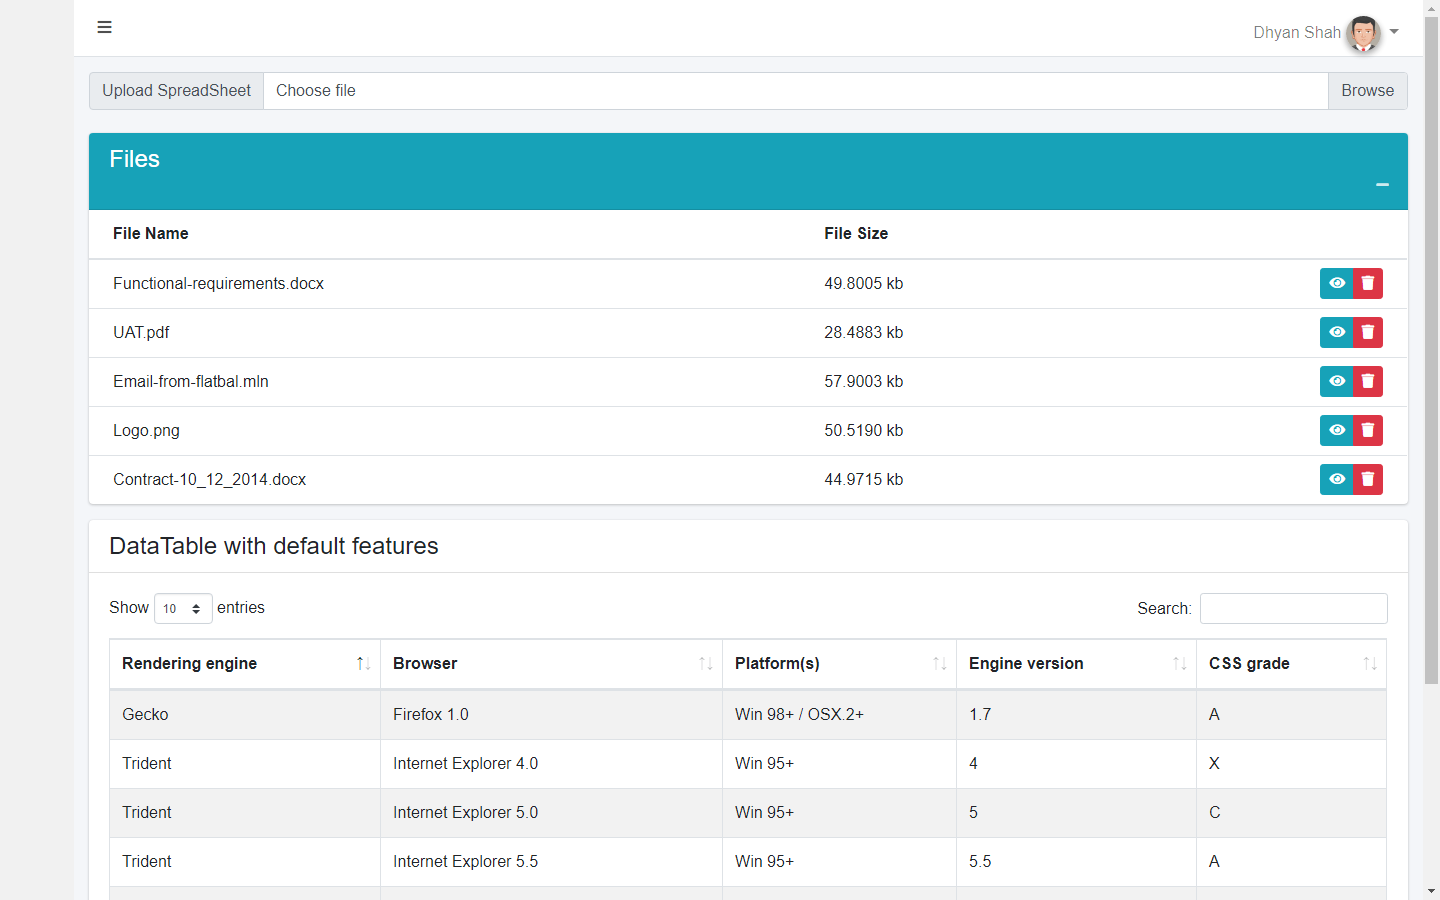 Dhyan Shah
Upload SpreadSheet Choose file Browse
Files
File Name File Size
Functional-requirements.docx 49.8005 kb
UAT.pdf 28.4883 kb
Email-from-flatbal.mln 57.9003 kb
Logo.png 50.5190 kb
Contract-10_12_2014.docx 44.9715 kb
DataTable with default features
Show 10 entries Search:
Rendering engine Browser Platform(s) Engine version CSS grade
Gecko Firefox 1.0 Win 98+ / OSX.2+ 1.7 A
Trident Internet Explorer 4.0 Win 95+ 4 X
Trident Internet Explorer 5.0 Win 95+ 5 C
Trident Internet Explorer 5.5 Win 95+ 5.5 A